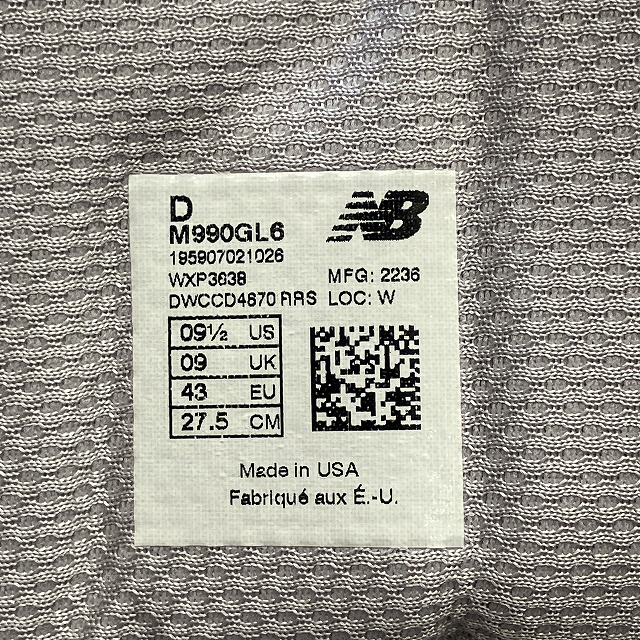 D
NB
M990GL6
195907021026
WXP3638 MFG: 2236
DWCCD4670 RRS LOC: W
09½ US
09 UK
43 EU
27.5 CM
Made in USA
Fabriqué aux É.-U.